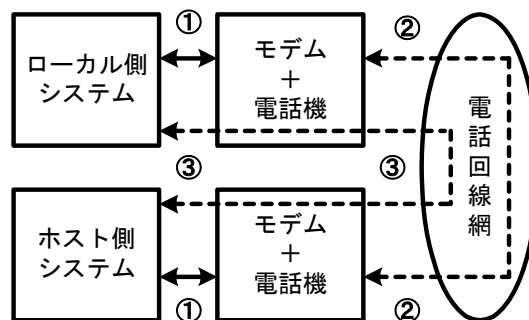 ①
②
ローカル側
システム
モデム
+
電話機
電話回線網
③
③
ホスト側
システム
モデム
+
電話機
①
②